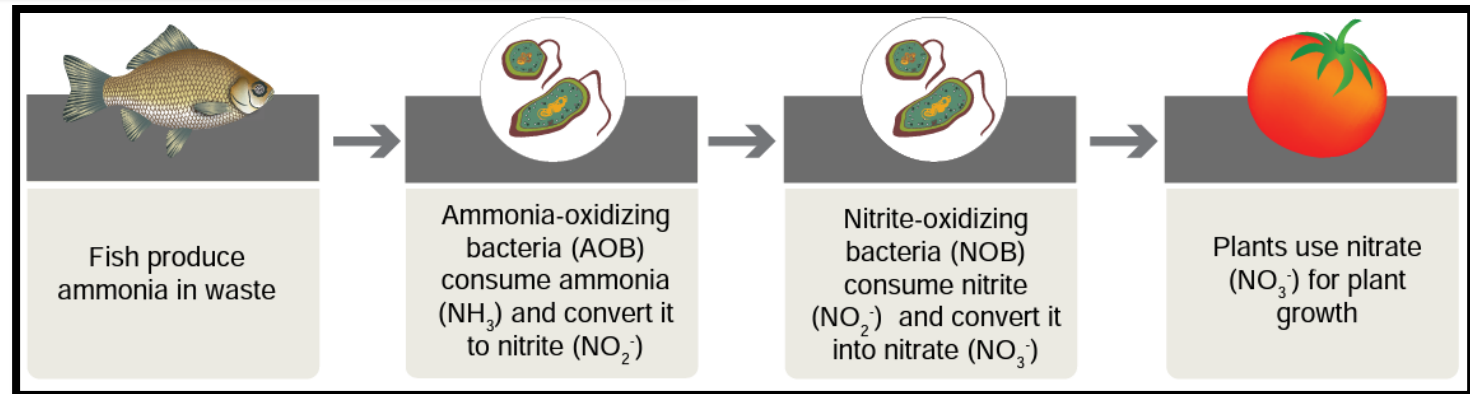 Fish produce
ammonia in waste
Ammonia-oxidizing
bacteria (AOB)
consume ammonia
(NH₃) and convert it
to nitrite (NO₂⁻)
Nitrite-oxidizing
bacteria (NOB)
consume nitrite
(NO₂⁻) and convert it
into nitrate (NO₃⁻)
Plants use nitrate
(NO₃⁻) for plant
growth